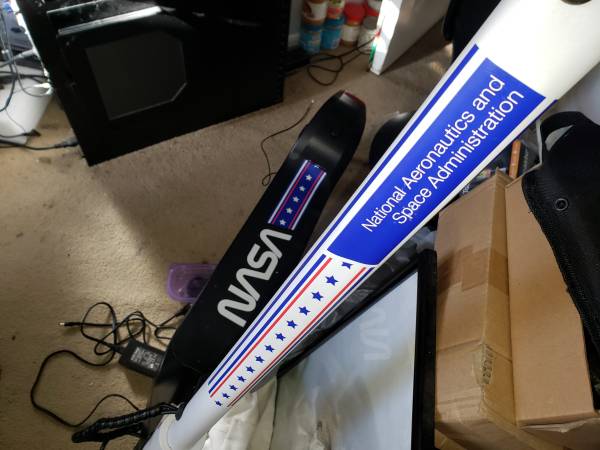 National Aeronautics and
Space Administration
NASA